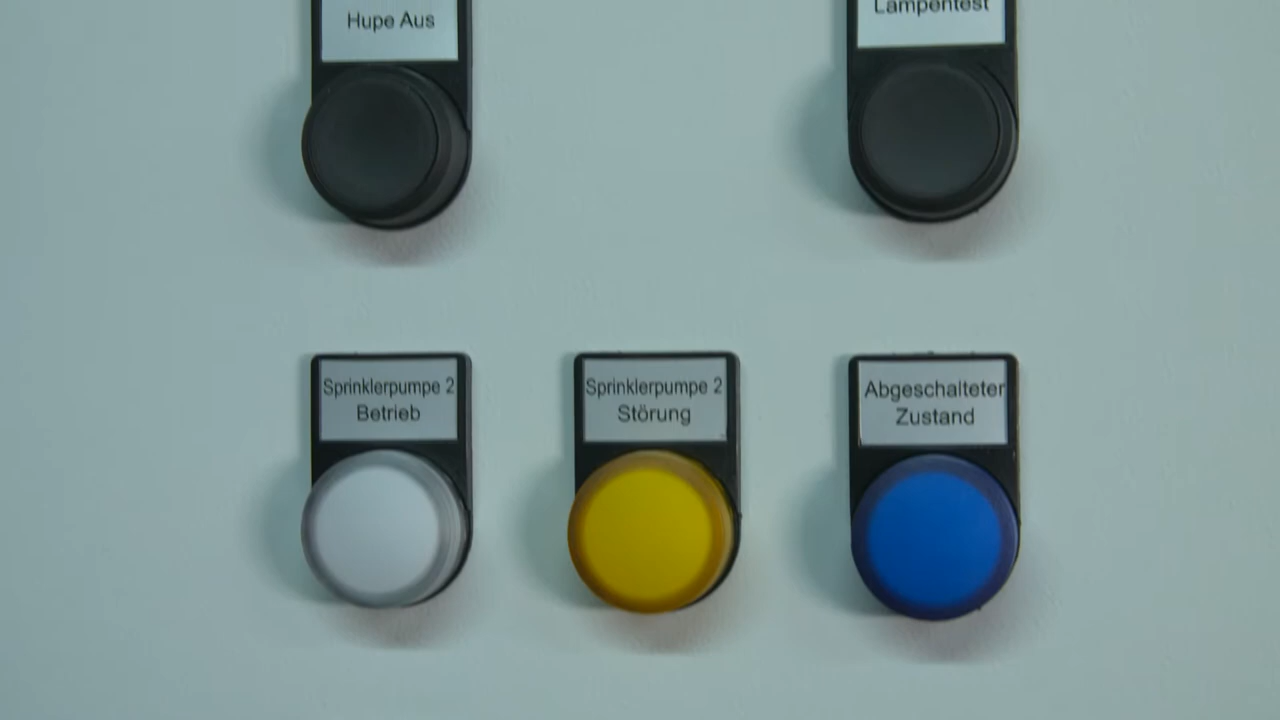 Hupe Aus
Lampentest
Sprinklerpumpe 2
Betrieb
Sprinklerpumpe 2
Störung
Abgeschalteter
Zustand